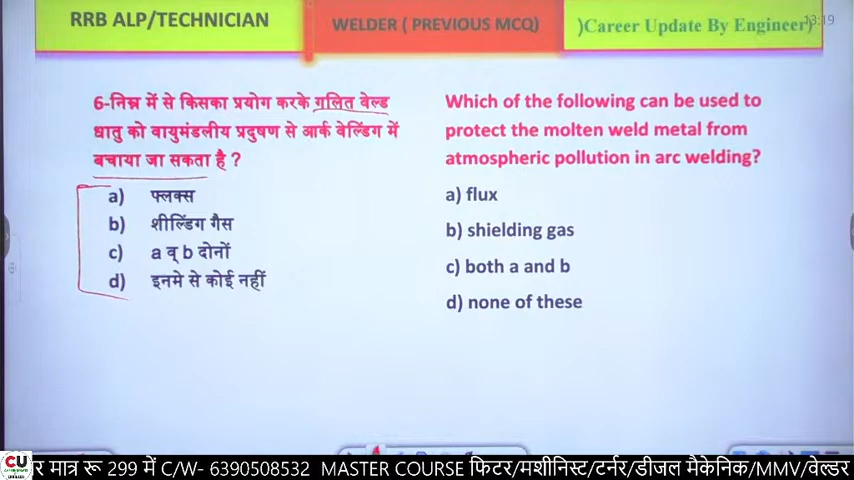 RRB ALP/TECHNICIAN
WELDER ( PREVIOUS MCQ)
)Career Update By Engineer)
13:19
6-निम्न में से किसका प्रयोग करके गलित वेल्ड
धातु को वायुमंडलीय प्रदुषण से आर्क वेल्डिंग में
बचाया जा सकता है ?
a) फ्लक्स
b) शील्डिंग गैस
c) a व् b दोनों
d) इनमे से कोई नहीं
Which of the following can be used to
protect the molten weld metal from
atmospheric pollution in arc welding?
a) flux
b) shielding gas
c) both a and b
d) none of these
CU
र मात्र रू 299 में C/W- 6390508532 MASTER COURSE फिटर/मशीनिस्ट/टर्नर/डीजल मैकेनिक/MMV/वेल्डर